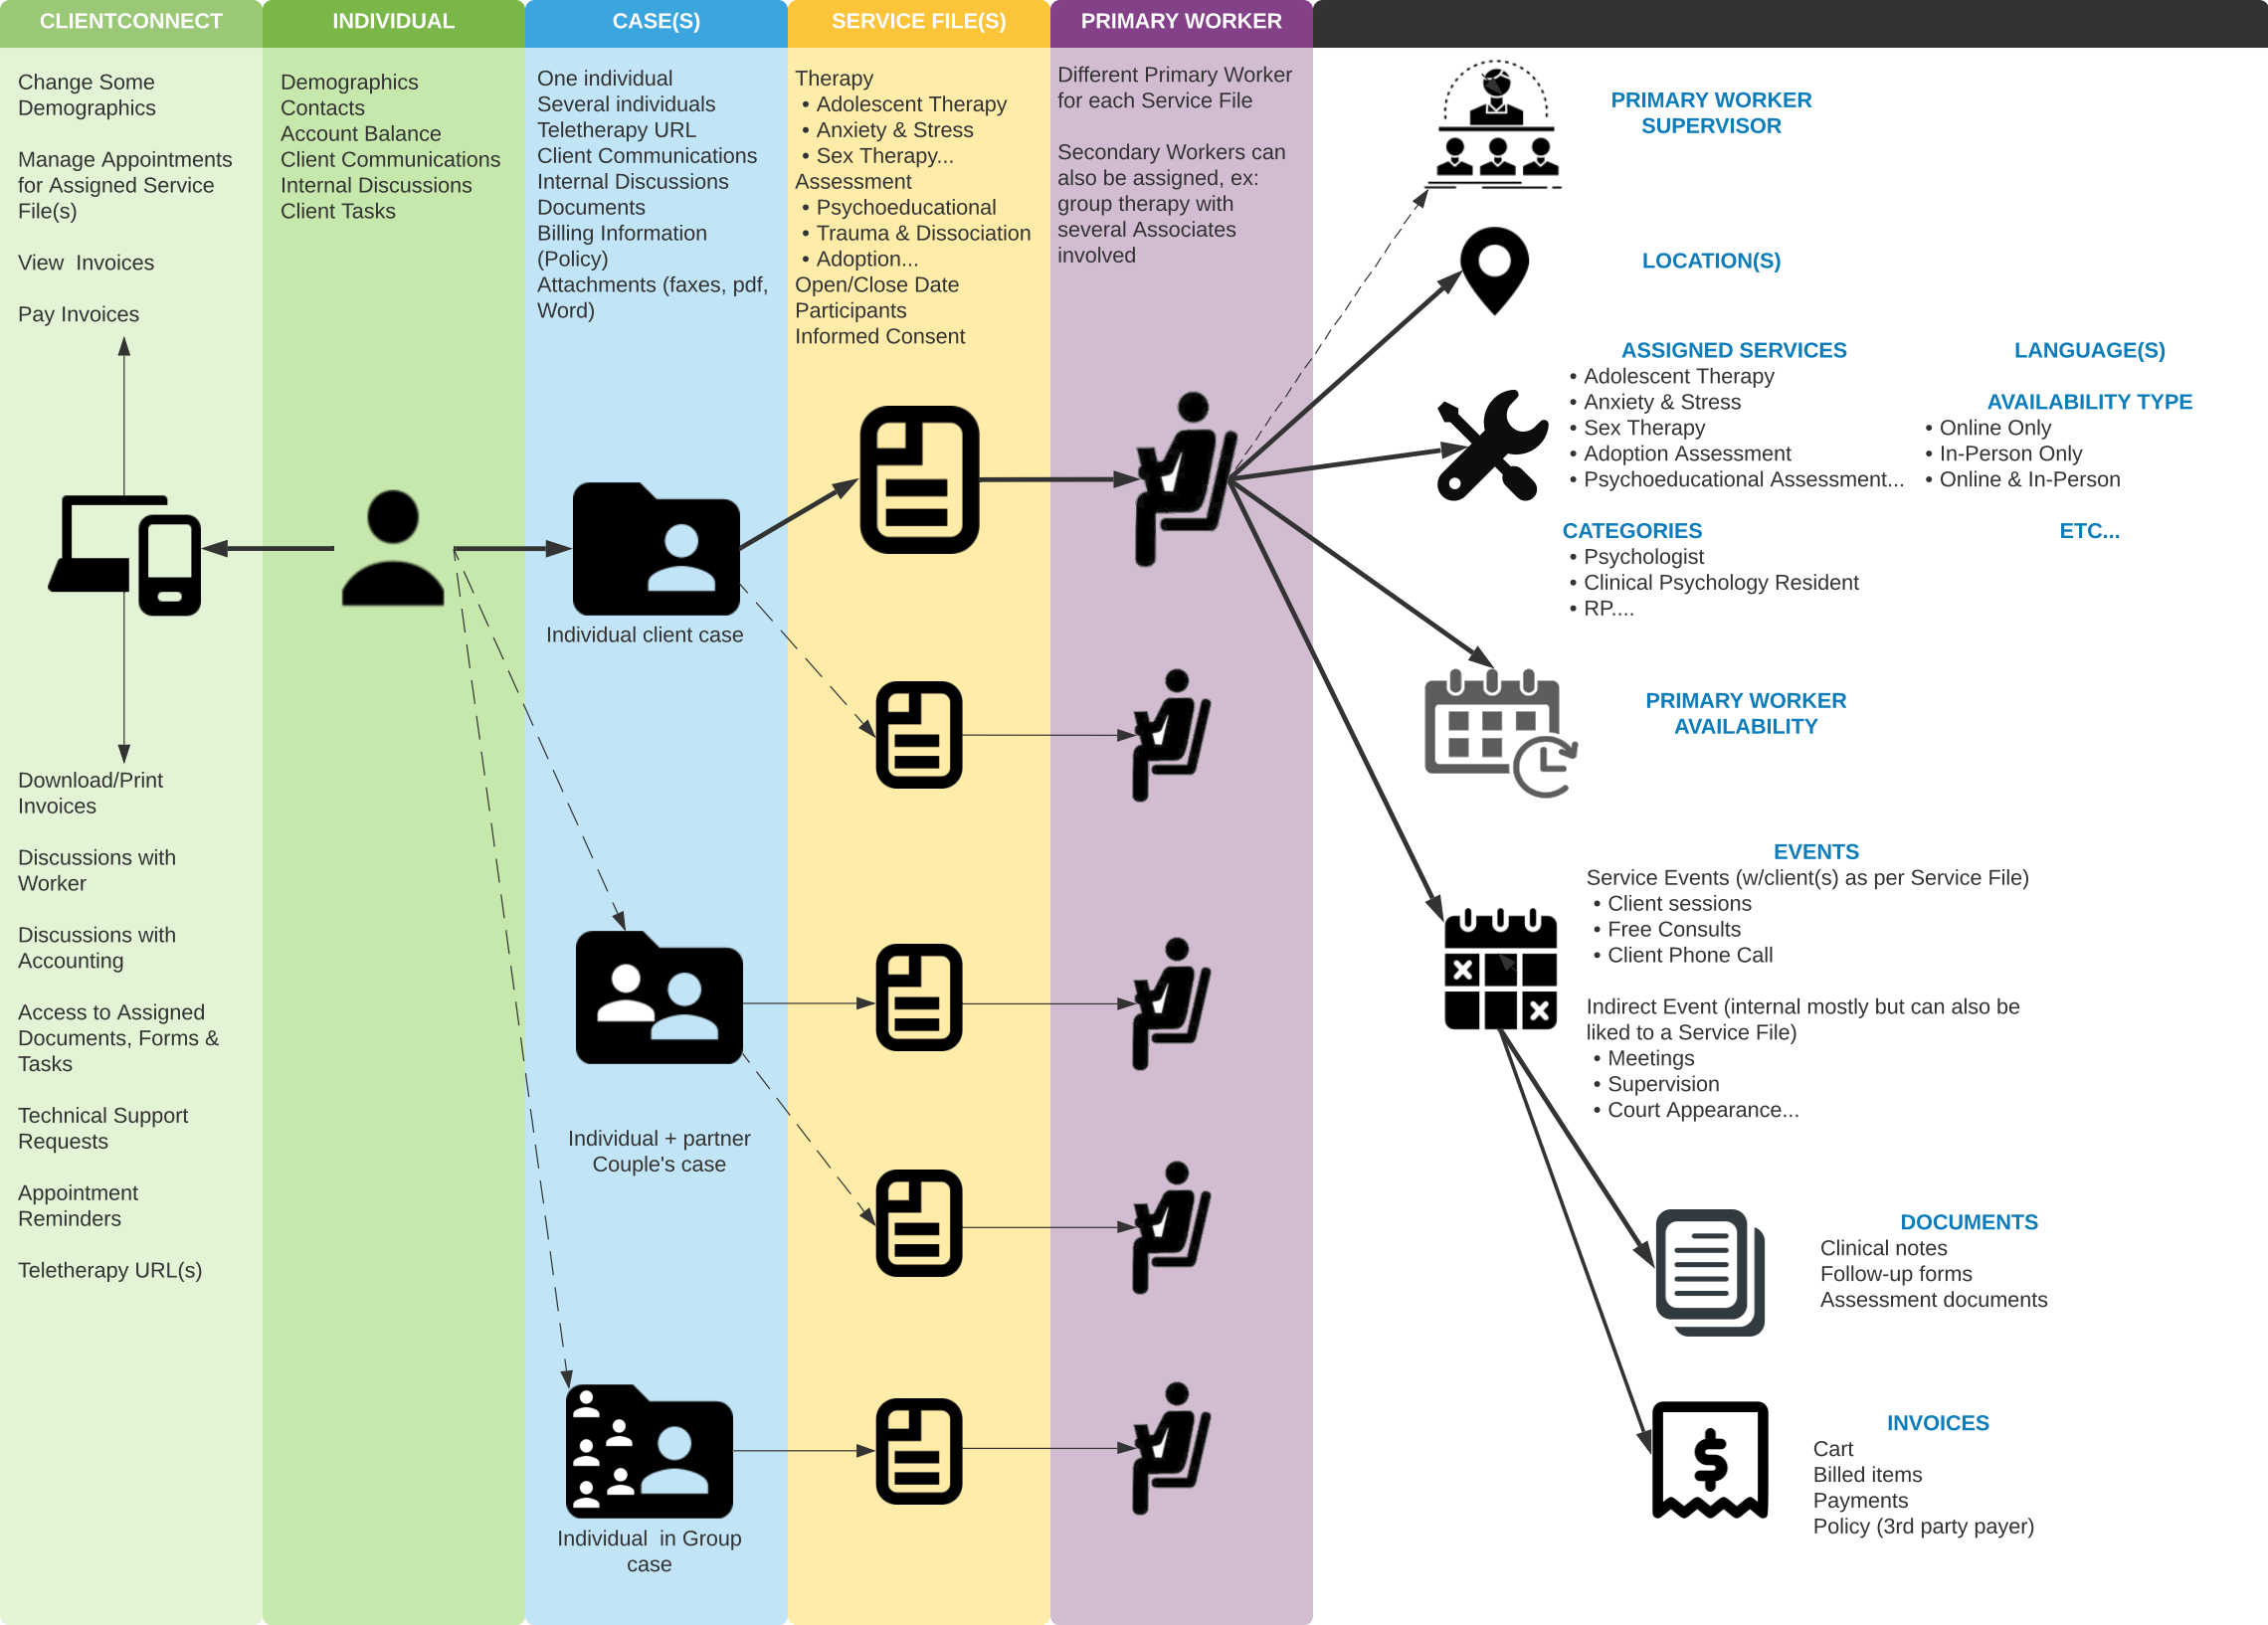 CLIENTCONNECT
Change Some
Demographics
Manage Appointments
for Assigned Service
File(s)
View  Invoices
Pay Invoices
Download/Print
Invoices
Discussions with
Worker
Discussions with
Accounting
Access to Assigned
Documents, Forms &
Tasks
Technical Support
Requests
Appointment
Reminders
Teletherapy URL(s)
INDIVIDUAL
Demographics
Contacts
Account Balance
Client Communications
Internal Discussions
Client Tasks
CASE(S)
One individual
Several individuals
Teletherapy URL
Client Communications
Internal Discussions
Documents
Billing Information
(Policy)
Attachments (faxes, pdf,
Word)
Individual client case
Individual + partner
Couple's case
Individual  in Group
case
SERVICE FILE(S)
Therapy
• Adolescent Therapy
• Anxiety & Stress
• Sex Therapy...
Assessment
• Psychoeducational
• Trauma & Dissociation
• Adoption...
Open/Close Date
Participants
Informed Consent
PRIMARY WORKER
Different Primary Worker
for each Service File
Secondary Workers can
also be assigned, ex:
group therapy with
several Associates
involved
PRIMARY WORKER
SUPERVISOR
LOCATION(S)
ASSIGNED SERVICES
• Adolescent Therapy
• Anxiety & Stress
• Sex Therapy
• Adoption Assessment
• Psychoeducational Assessment...
CATEGORIES
• Psychologist
• Clinical Psychology Resident
• RP....
LANGUAGE(S)
AVAILABILITY TYPE
• Online Only
• In-Person Only
• Online & In-Person
ETC...
PRIMARY WORKER
AVAILABILITY
EVENTS
Service Events (w/client(s) as per Service File)
• Client sessions
• Free Consults
• Client Phone Call
Indirect Event (internal mostly but can also be
liked to a Service File)
• Meetings
• Supervision
• Court Appearance...
DOCUMENTS
Clinical notes
Follow-up forms
Assessment documents
$
INVOICES
Cart
Billed items
Payments
Policy (3rd party payer)